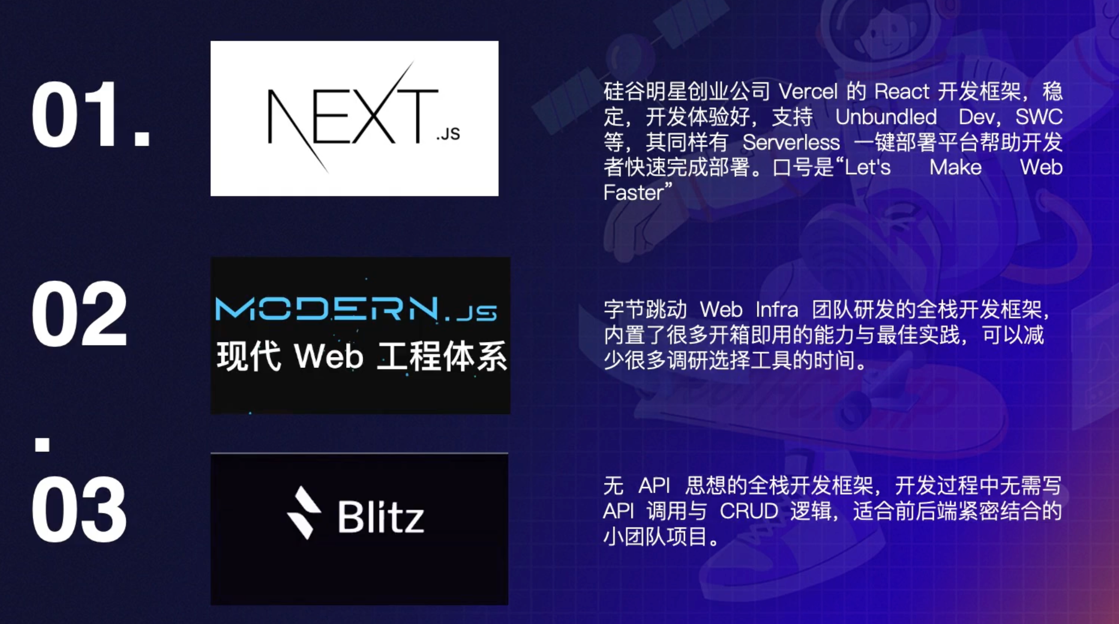 01.
NEXT.JS
硅谷明星创业公司 Vercel 的 React 开发框架，稳
定，开发体验好，支持 Unbundled Dev，SWC
等，其同样有 Serverless 一键部署平台帮助开发
者快速完成部署。口号是“Let's Make Web
Faster”
02
.
MODERN.JS
现代 Web 工程体系
字节跳动 Web Infra 团队研发的全栈开发框架，
内置了很多开箱即用的能力与最佳实践，可以减
少很多调研选择工具的时间。
03
Blitz
无 API 思想的全栈开发框架，开发过程中无需写
API 调用与 CRUD 逻辑，适合前后端紧密结合的
小团队项目。